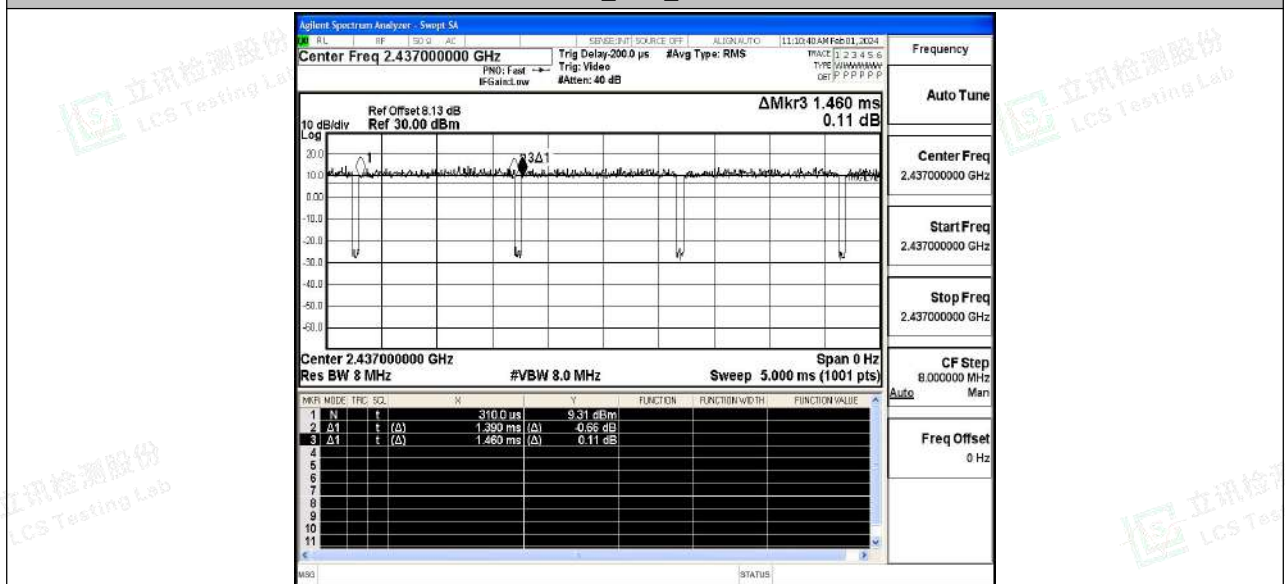 Agilent Spectrum Analyzer - Swept SA
RL RF 50 Ω AC SENSE:INT SOURCE OFF ALIGN AUTO 11:10:40 AM Feb 01, 2024
Center Freq 2.437000000 GHz
PNO: Fast
IFGain:Low
Trig Delay-200.0 µs
Trig: Video
#Atten: 40 dB
#Avg Type: RMS
TRACE 1 2 3 4 5 6
TYPE
DET P P P P P P
Ref Offset 8.13 dB
10 dB/div Ref 30.00 dBm
Log
ΔMkr3 1.460 ms
0.11 dB
20.0
10.0
0.00
-10.0
-20.0
-30.0
-40.0
-50.0
-60.0
1
3Δ1
Center 2.437000000 GHz Span 0 Hz
Res BW 8 MHz #VBW 8.0 MHz Sweep 5.000 ms (1001 pts)
MKR MODE TRC SCL X Y FUNCTION FUNCTION WIDTH FUNCTION VALUE
1 N t 310.0 us 9.31 dBm
2 Δ1 t (Δ) 1.390 ms (Δ) -0.66 dB
3 Δ1 t (Δ) 1.460 ms (Δ) 0.11 dB
4
5
6
7
8
9
10
11
MSG STATUS
Frequency
Auto Tune
Center Freq
2.437000000 GHz
Start Freq
2.437000000 GHz
Stop Freq
2.437000000 GHz
CF Step
8.000000 MHz
Auto Man
Freq Offset
0 Hz
立讯检测股份
LCS Testing Lab
立讯检测股份
LCS Testing Lab
立讯检测股份
LCS Testing Lab
立讯检
LCS Tes